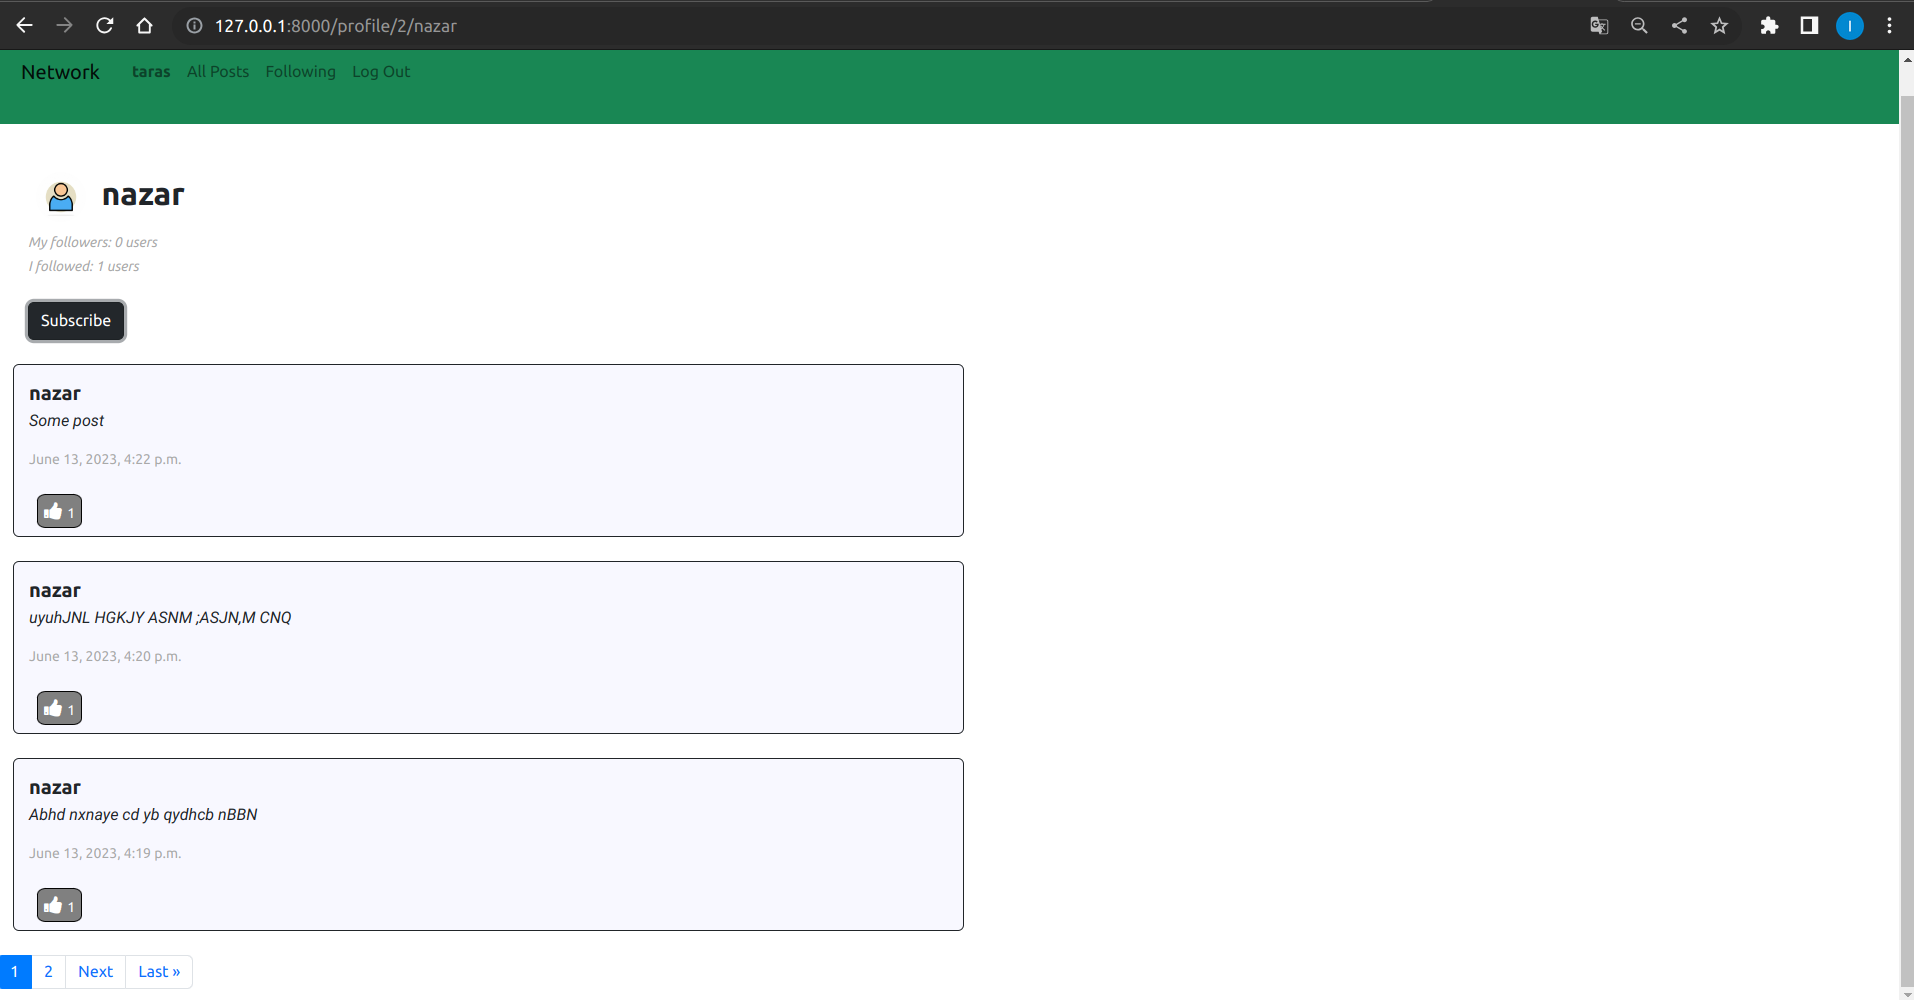 127.0.0.1:8000/profile/2/nazar
I
Network taras All Posts Following Log Out
nazar
My followers: 0 users
I followed: 1 users
Subscribe
nazar
Some post
June 13, 2023, 4:22 p.m.
1
nazar
uyuhJNL HGKJY ASNM ;ASJN,M CNQ
June 13, 2023, 4:20 p.m.
1
nazar
Abhd nxnaye cd yb qydhcb nBBN
June 13, 2023, 4:19 p.m.
1
1 2 Next Last »